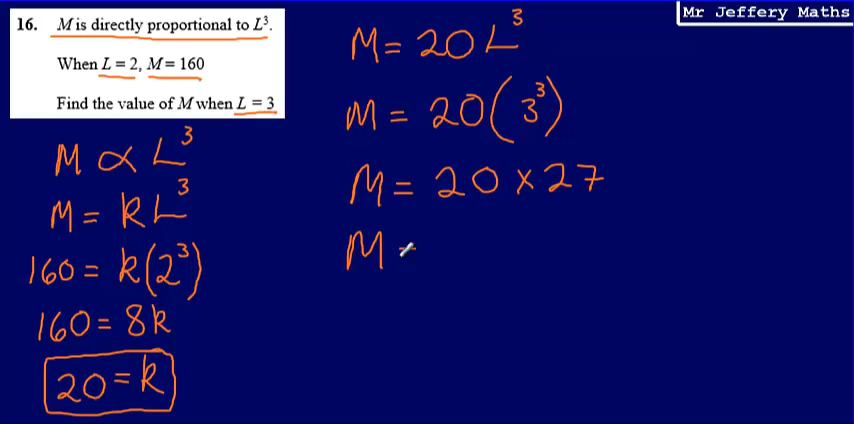 Mr Jeffery Maths
16. M is directly proportional to L³.
When L = 2, M = 160
Find the value of M when L = 3
M ∝ L³
M = kL³
160 = k(2³)
160 = 8k
20 = k
M = 20L³
M = 20(3³)
M = 20 × 27
M =